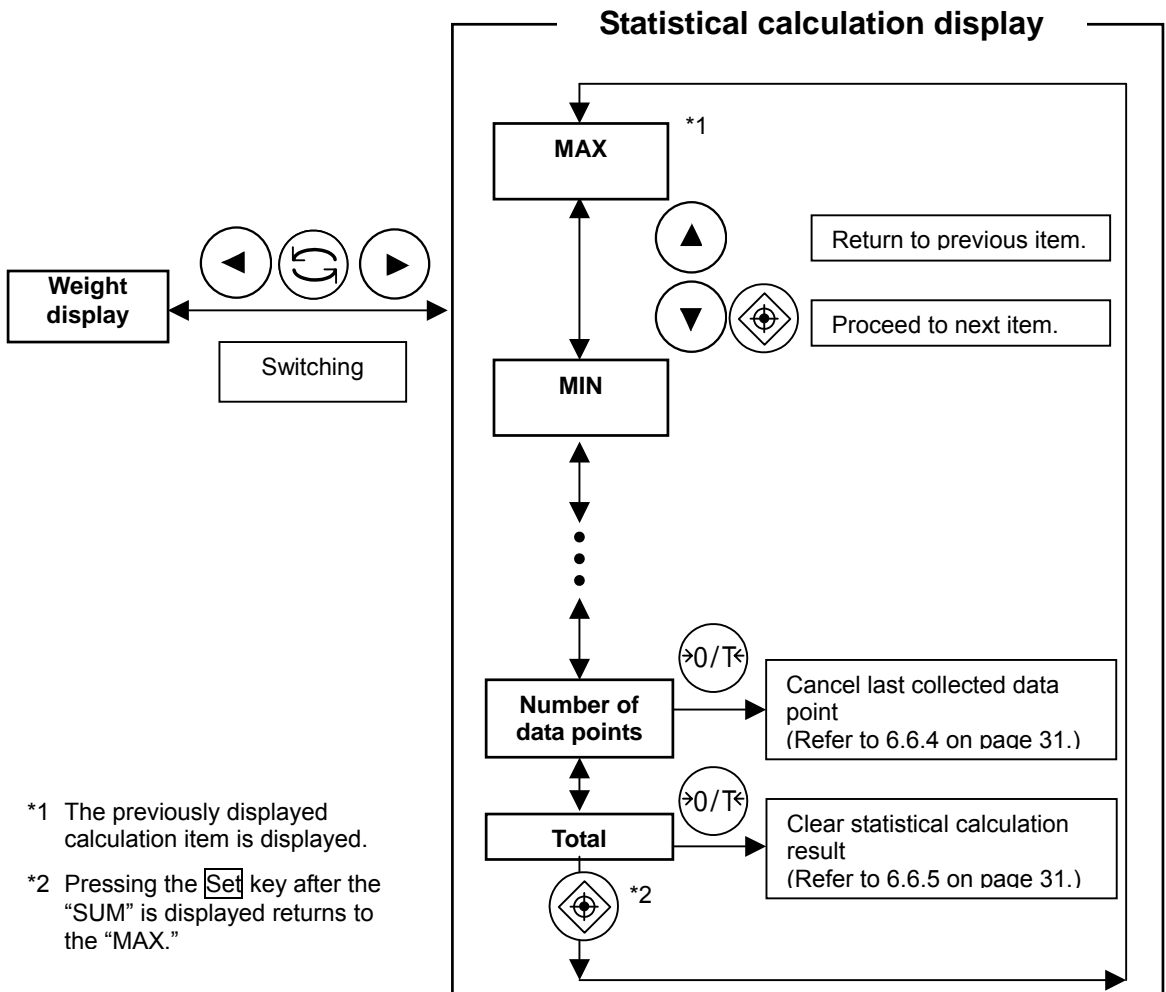 Statistical calculation display
MAX
*1
Return to previous item.
Weight
display
Proceed to next item.
Switching
MIN
→0/T←
Number of
data points
Cancel last collected data
point
(Refer to 6.6.4 on page 31.)
→0/T←
Total
Clear statistical calculation
result
(Refer to 6.6.5 on page 31.)
*2
*1 The previously displayed
calculation item is displayed.
*2 Pressing the Set key after the
“SUM” is displayed returns to
the “MAX.”